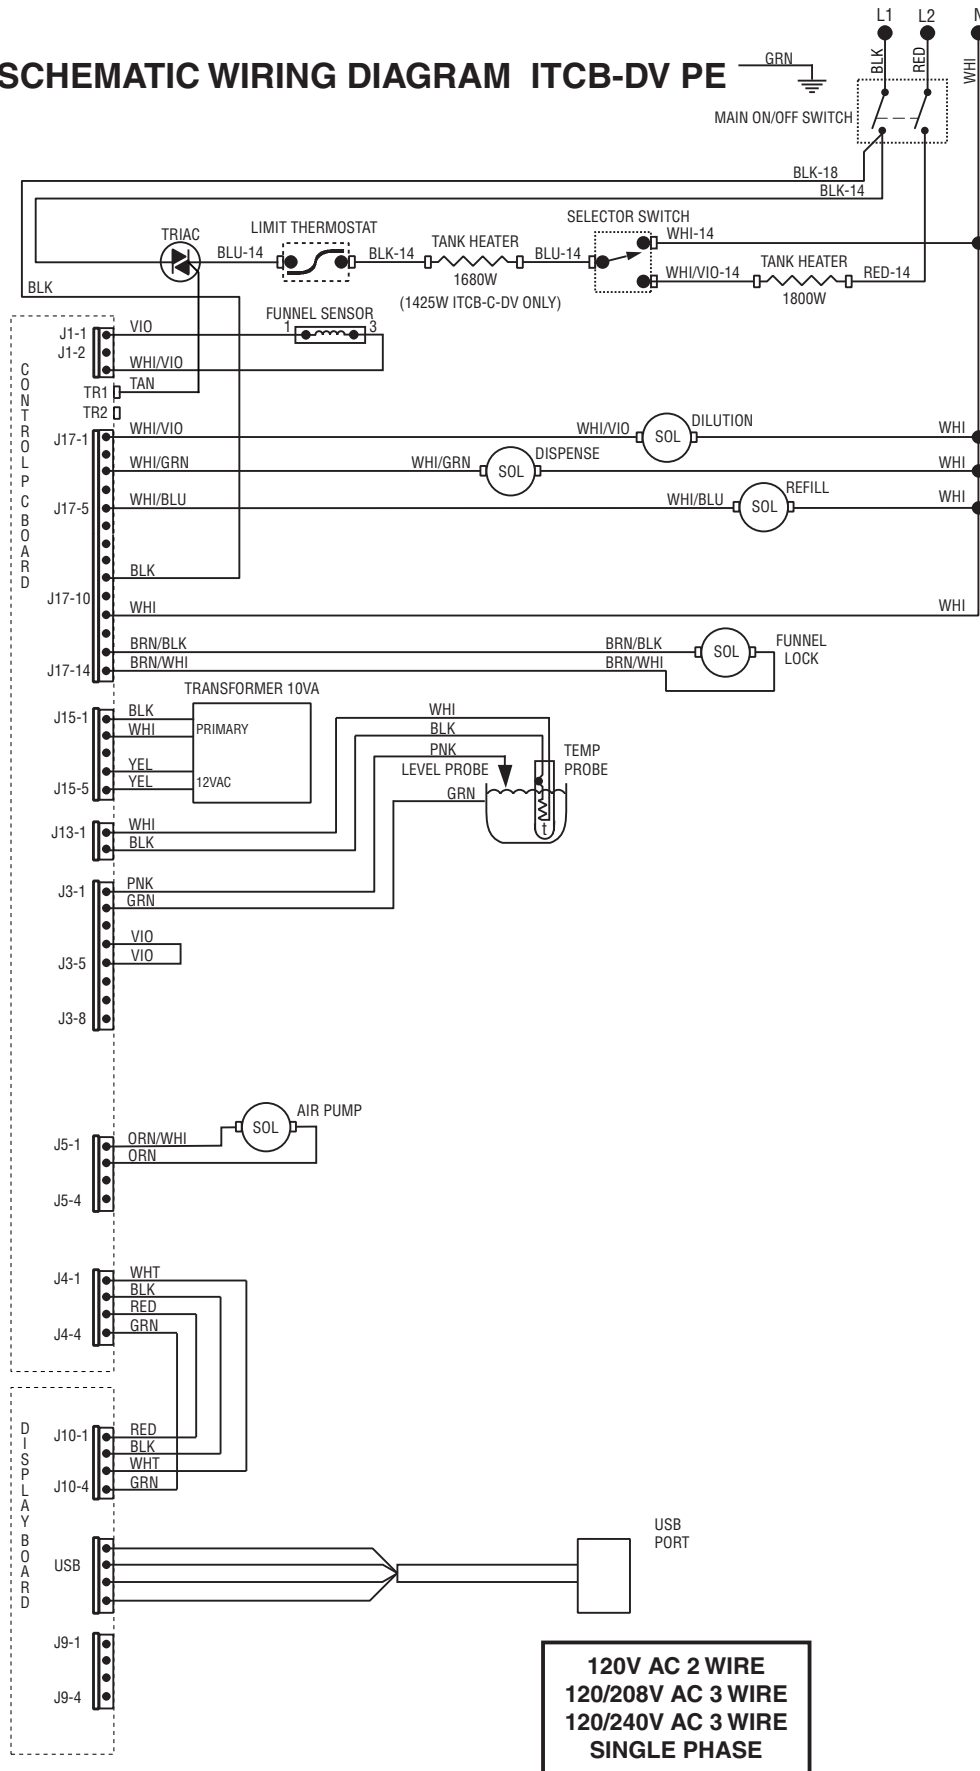 L1 L2 N
SCHEMATIC WIRING DIAGRAM ITCB-DV PE
GRN
BLK
RED
WHI
MAIN ON/OFF SWITCH
BLK-18
BLK-14
TRIAC
BLU-14
LIMIT THERMOSTAT
BLK-14
TANK HEATER
1680W
(1425W ITCB-C-DV ONLY)
BLU-14
SELECTOR SWITCH
WHI-14
WHI/VIO-14
TANK HEATER
1800W
RED-14
BLK
FUNNEL SENSOR
1 3
CONTROL P C BOARD
J1-1 VIO
J1-2
WHI/VIO
TR1 TAN
TR2
J17-1 WHI/VIO WHI/VIO SOL DILUTION WHI
WHI/GRN WHI/GRN SOL DISPENSE WHI
J17-5 WHI/BLU WHI/BLU SOL REFILL WHI
BLK
J17-10
WHI WHI
BRN/BLK BRN/BLK SOL FUNNEL
LOCK
J17-14 BRN/WHI BRN/WHI
TRANSFORMER 10VA
J15-1 BLK
WHI PRIMARY
YEL
J15-5 YEL 12VAC
WHI
BLK
PNK
LEVEL PROBE
GRN
TEMP
PROBE
t
J13-1 WHI
BLK
J3-1 PNK
GRN
VIO
J3-5 VIO
J3-8
AIR PUMP
SOL
J5-1 ORN/WHI
ORN
J5-4
J4-1 WHT
BLK
RED
J4-4 GRN
DISPLAY BOARD
J10-1 RED
BLK
WHT
J10-4 GRN
USB
USB
PORT
J9-1
J9-4
120V AC 2 WIRE
120/208V AC 3 WIRE
120/240V AC 3 WIRE
SINGLE PHASE